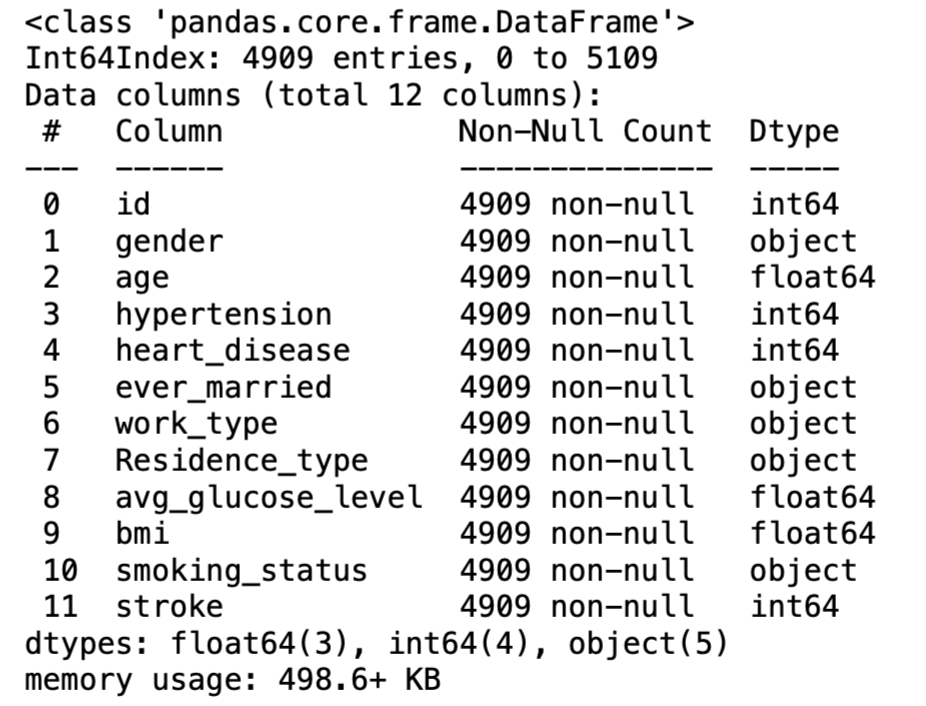 <class 'pandas.core.frame.DataFrame'>
Int64Index: 4909 entries, 0 to 5109
Data columns (total 12 columns):
 #   Column             Non-Null Count  Dtype
---  ------             --------------  -----
 0   id                 4909 non-null   int64
 1   gender             4909 non-null   object
 2   age                4909 non-null   float64
 3   hypertension       4909 non-null   int64
 4   heart_disease      4909 non-null   int64
 5   ever_married       4909 non-null   object
 6   work_type          4909 non-null   object
 7   Residence_type     4909 non-null   object
 8   avg_glucose_level  4909 non-null   float64
 9   bmi                4909 non-null   float64
 10  smoking_status     4909 non-null   object
 11  stroke             4909 non-null   int64
dtypes: float64(3), int64(4), object(5)
memory usage: 498.6+ KB